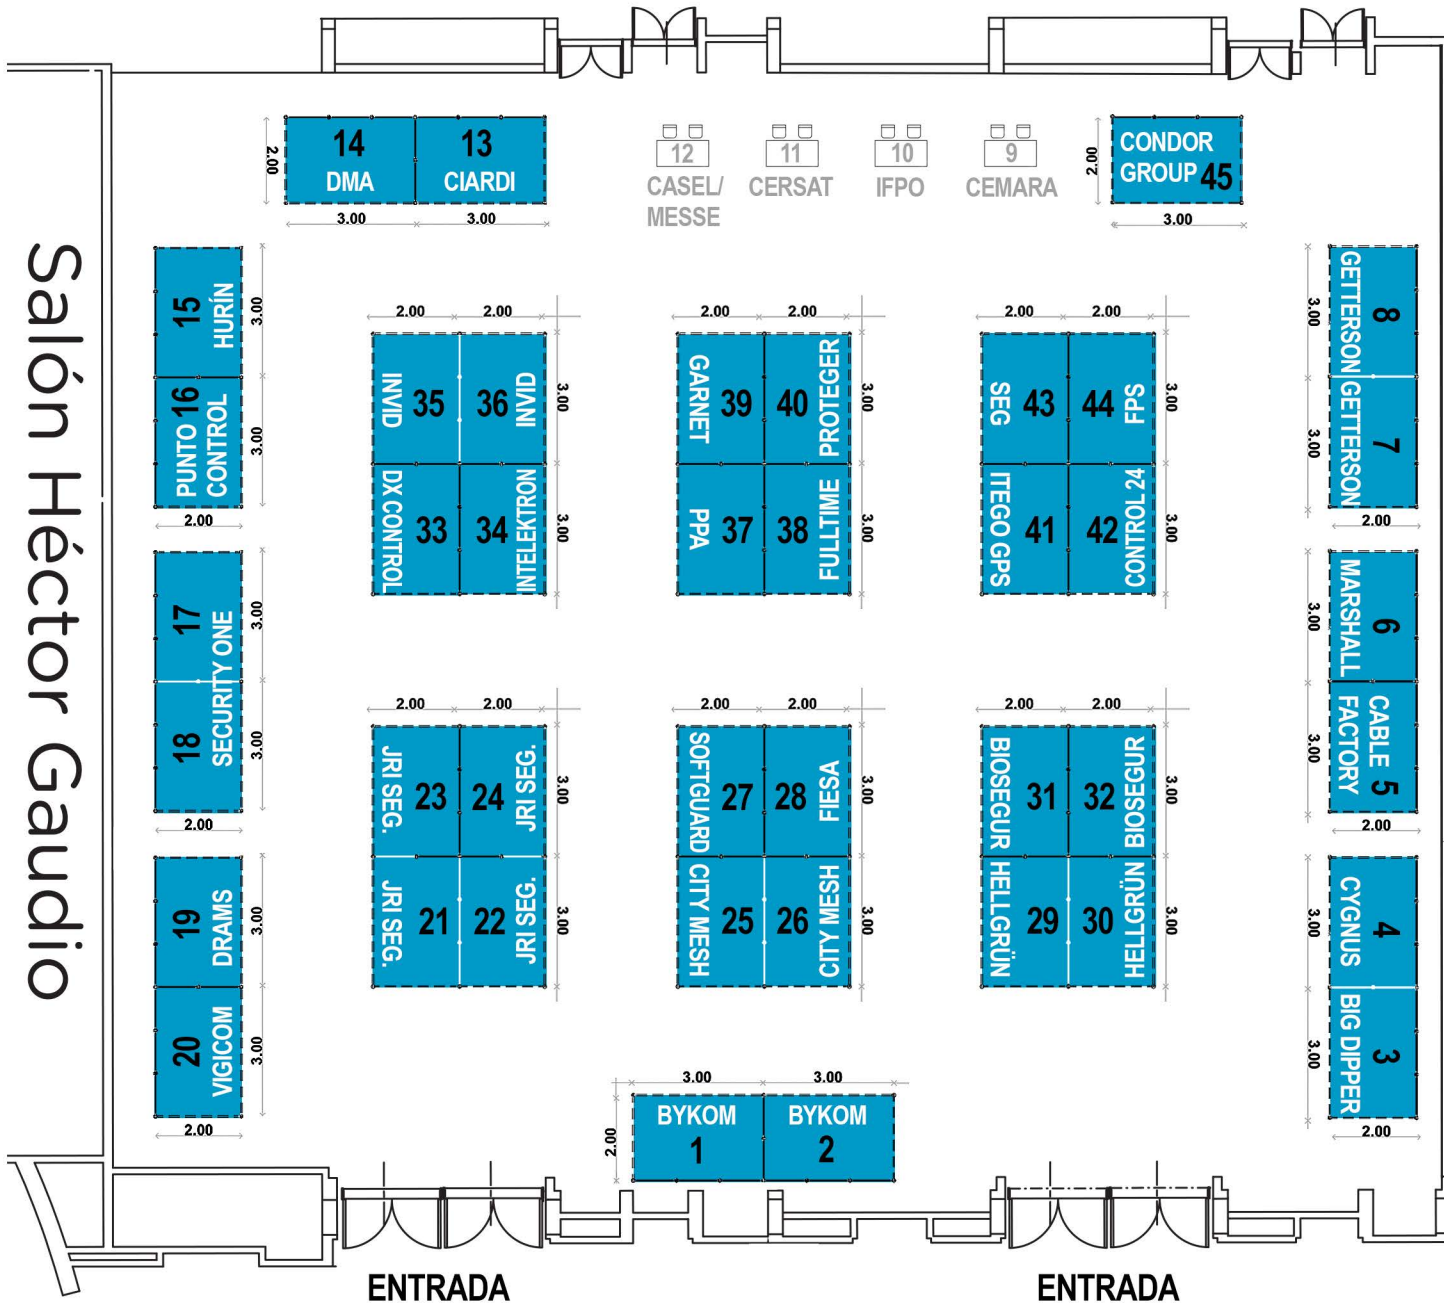 14
DMA
13
CIARDI
2.00
3.00
3.00
12
CASEL/
MESSE
11
CERSAT
10
IFPO
9
CEMARA
CONDOR
GROUP 45
2.00
3.00
Salón Héctor Gaudio
15
HURÍN
3.00
PUNTO 16
CONTROL
3.00
2.00
17
18
SECURITY ONE
3.00
3.00
2.00
19
DRAMS
3.00
20
VIGICOM
3.00
2.00
2.00
2.00
INVID 35
36 INVID
3.00
DX CONTROL 33
34 INTELEKTRON
3.00
2.00
2.00
GARNET 39
40 PROTEGER
3.00
PPA 37
38 FULLTIME
3.00
2.00
2.00
SEG 43
44 FPS
3.00
ITEGO GPS 41
42 CONTROL 24
3.00
8
GETTERSON
3.00
7
GETTERSON
3.00
2.00
6
MARSHALL
3.00
CABLE 5
FACTORY
3.00
2.00
4
CYGNUS
3.00
3
BIG DIPPER
3.00
2.00
2.00
2.00
JRI SEG. 23
24 JRI SEG.
3.00
JRI SEG. 21
22 JRI SEG.
3.00
2.00
2.00
SOFTGUARD 27
28 FIESA
3.00
CITY MESH 25
26 CITY MESH
3.00
2.00
2.00
BIOSEGUR 31
32 BIOSEGUR
3.00
HELLGRÜN 29
30 HELLGRÜN
3.00
3.00
3.00
2.00
BYKOM
1
BYKOM
2
ENTRADA
ENTRADA